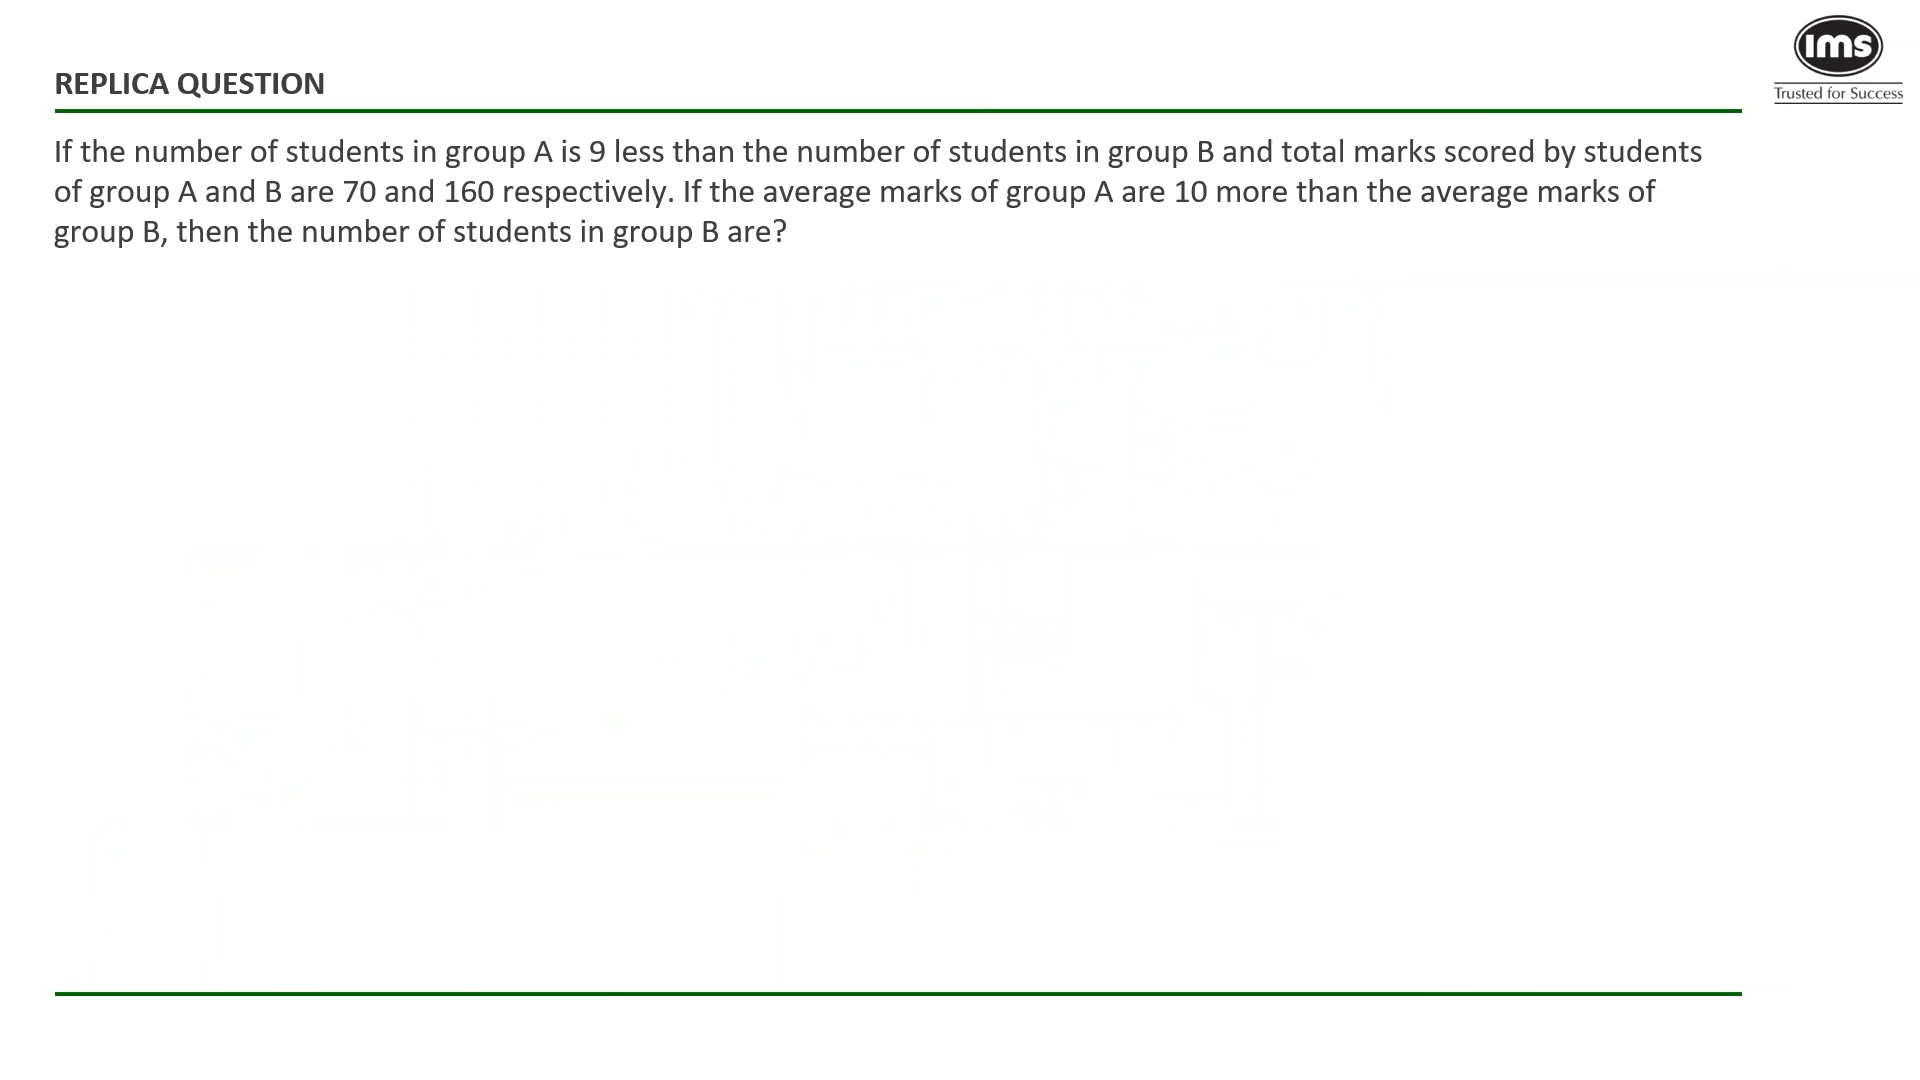 ims
Trusted for Success
REPLICA QUESTION
If the number of students in group A is 9 less than the number of students in group B and total marks scored by students
of group A and B are 70 and 160 respectively. If the average marks of group A are 10 more than the average marks of
group B, then the number of students in group B are?